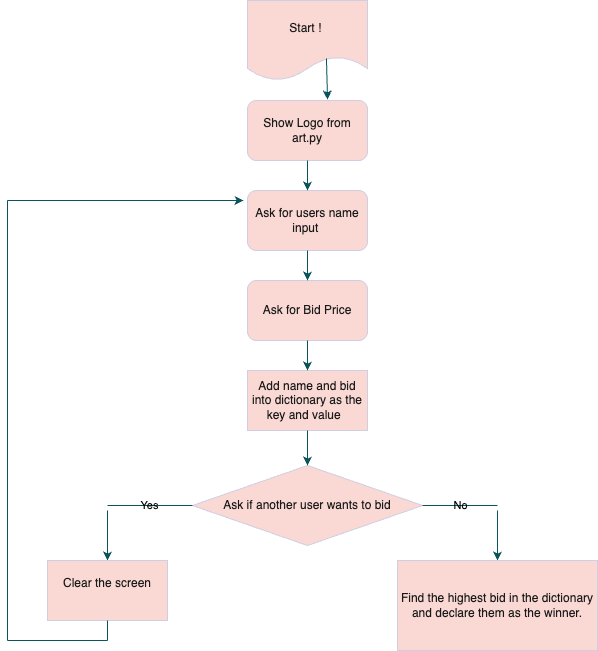 Start !
Show Logo from
art.py
Ask for users name
input
Ask for Bid Price
Add name and bid
into dictionary as the
key and value
Ask if another user wants to bid
Yes
No
Clear the screen
Find the highest bid in the dictionary
and declare them as the winner.